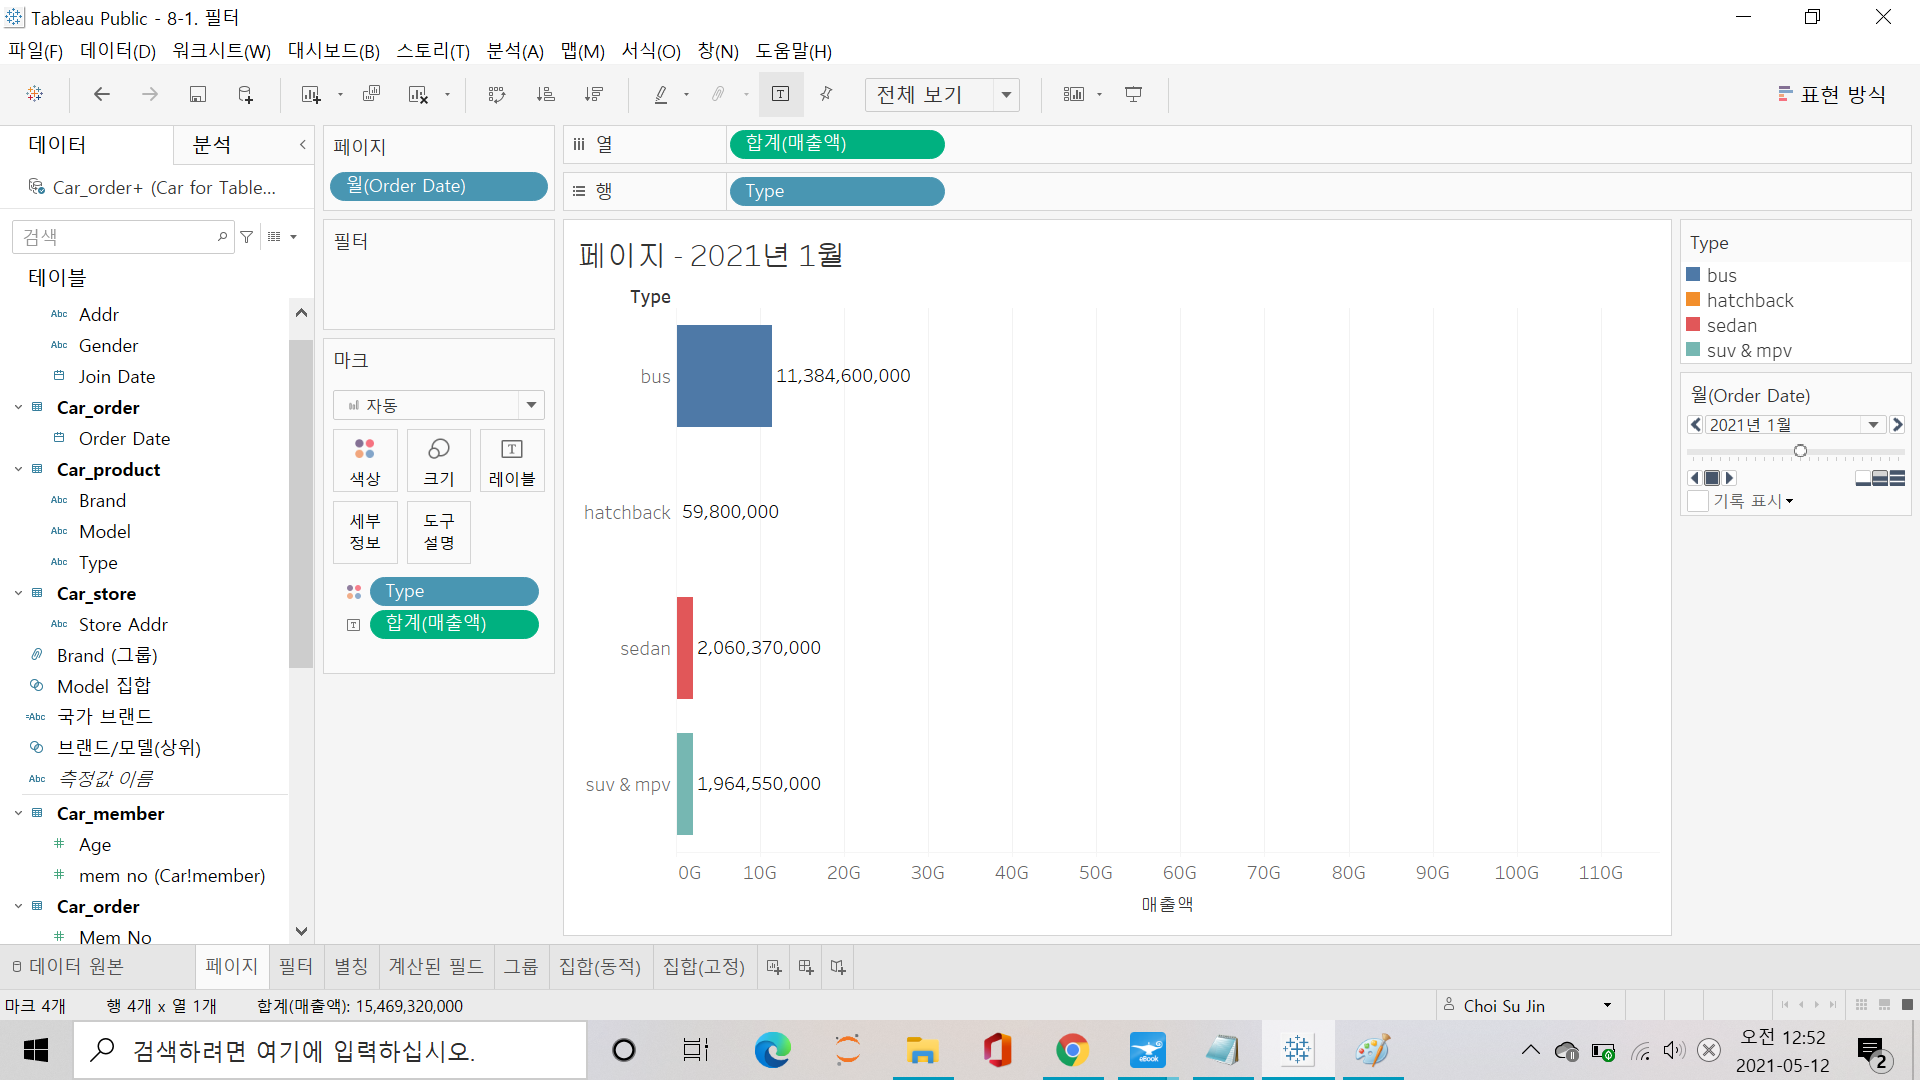 Tableau Public - 8-1. 필터
파일(F) 데이터(D) 워크시트(W) 대시보드(B) 스토리(T) 분석(A) 맵(M) 서식(O) 창(N) 도움말(H)
전체 보기
표현 방식
데이터 분석
Car_order+ (Car for Table...
검색
테이블
Abc Addr
Abc Gender
Join Date
Car_order
Order Date
Car_product
Abc Brand
Abc Model
Abc Type
Car_store
Abc Store Addr
Brand (그룹)
Model 집합
=Abc 국가 브랜드
브랜드/모델(상위)
Abc 측정값 이름
Car_member
# Age
# mem no (Car!member)
Car_order
# Mem No
페이지
월(Order Date)
필터
마크
자동
색상 크기 레이블
세부 정보
도구 설명
Type
합계(매출액)
열 합계(매출액)
행 Type
페이지 - 2021년 1월
Type
bus 11,384,600,000
hatchback 59,800,000
sedan 2,060,370,000
suv & mpv 1,964,550,000
0G 10G 20G 30G 40G 50G 60G 70G 80G 90G 100G 110G
매출액
Type
bus
hatchback
sedan
suv & mpv
월(Order Date)
2021년 1월
기록 표시
데이터 원본 페이지 필터 별칭 계산된 필드 그룹 집합(동적) 집합(고정)
마크 4개 행 4개 x 열 1개 합계(매출액): 15,469,320,000
Choi Su Jin
검색하려면 여기에 입력하십시오.
eBook
오전 12:52
2021-05-12
2